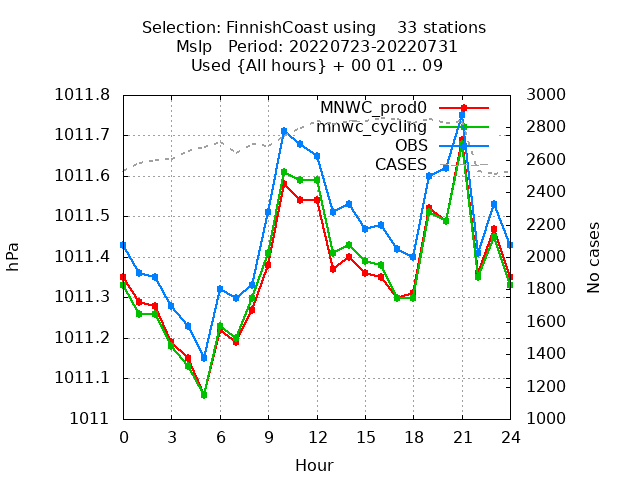 Selection: FinnishCoast using    33 stations
Mslp   Period: 20220723-20220731
Used {All hours} + 00 01 ... 09
1011.8
1011.7
1011.6
1011.5
1011.4
1011.3
1011.2
1011.1
1011
hPa
MNWC_prod0
mnwc_cycling
OBS
CASES
3000
2800
2600
2400
2200
2000
1800
1600
1400
1200
1000
No cases
0 3 6 9 12 15 18 21 24
Hour